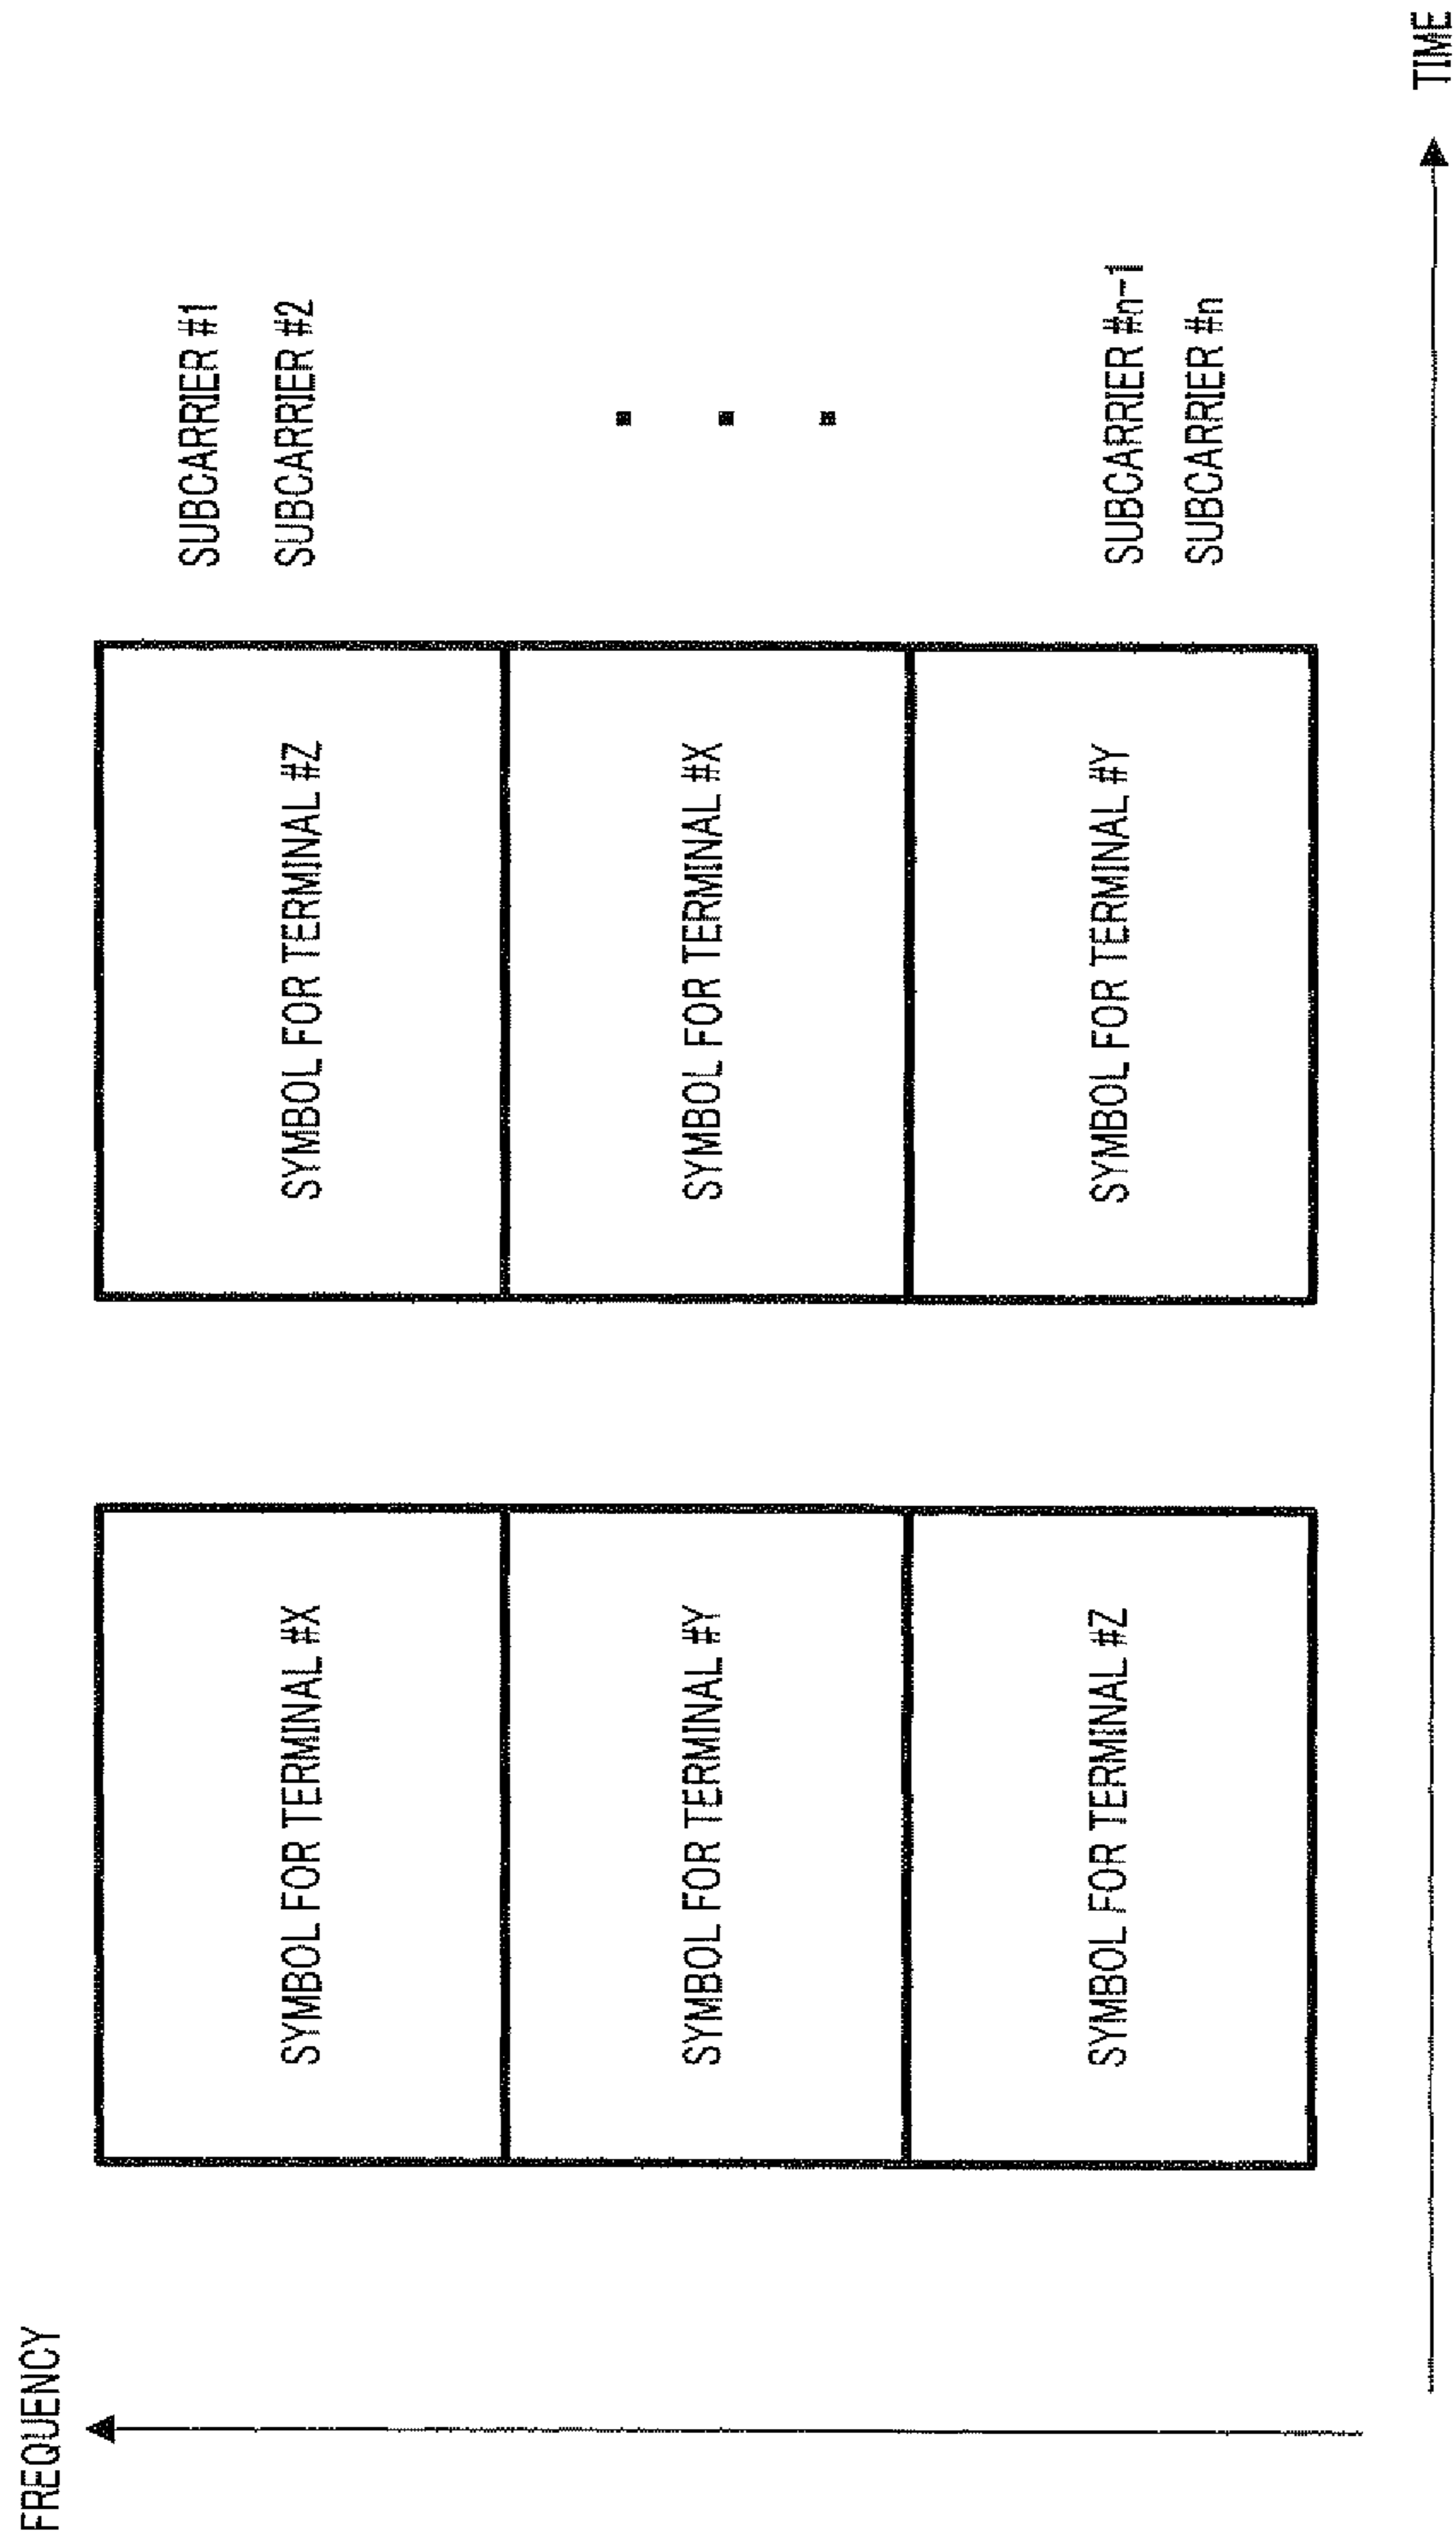 FREQUENCY
SYMBOL FOR TERMINAL #X
SYMBOL FOR TERMINAL #Y
SYMBOL FOR TERMINAL #Z
SYMBOL FOR TERMINAL #Z
SYMBOL FOR TERMINAL #X
SYMBOL FOR TERMINAL #Y
SUBCARRIER #1
SUBCARRIER #2
SUBCARRIER #n-1
SUBCARRIER #n
TIME